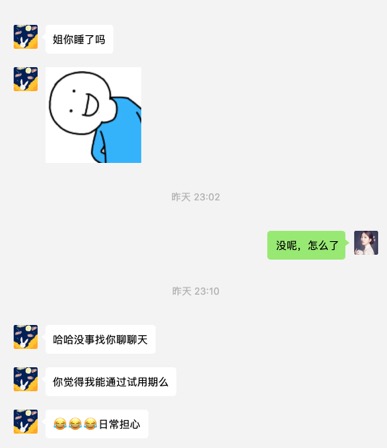 姐你睡了吗
昨天 23:02
没呢，怎么了
昨天 23:10
哈哈没事找你聊聊天
你觉得我能通过试用期么
😂😂😂日常担心